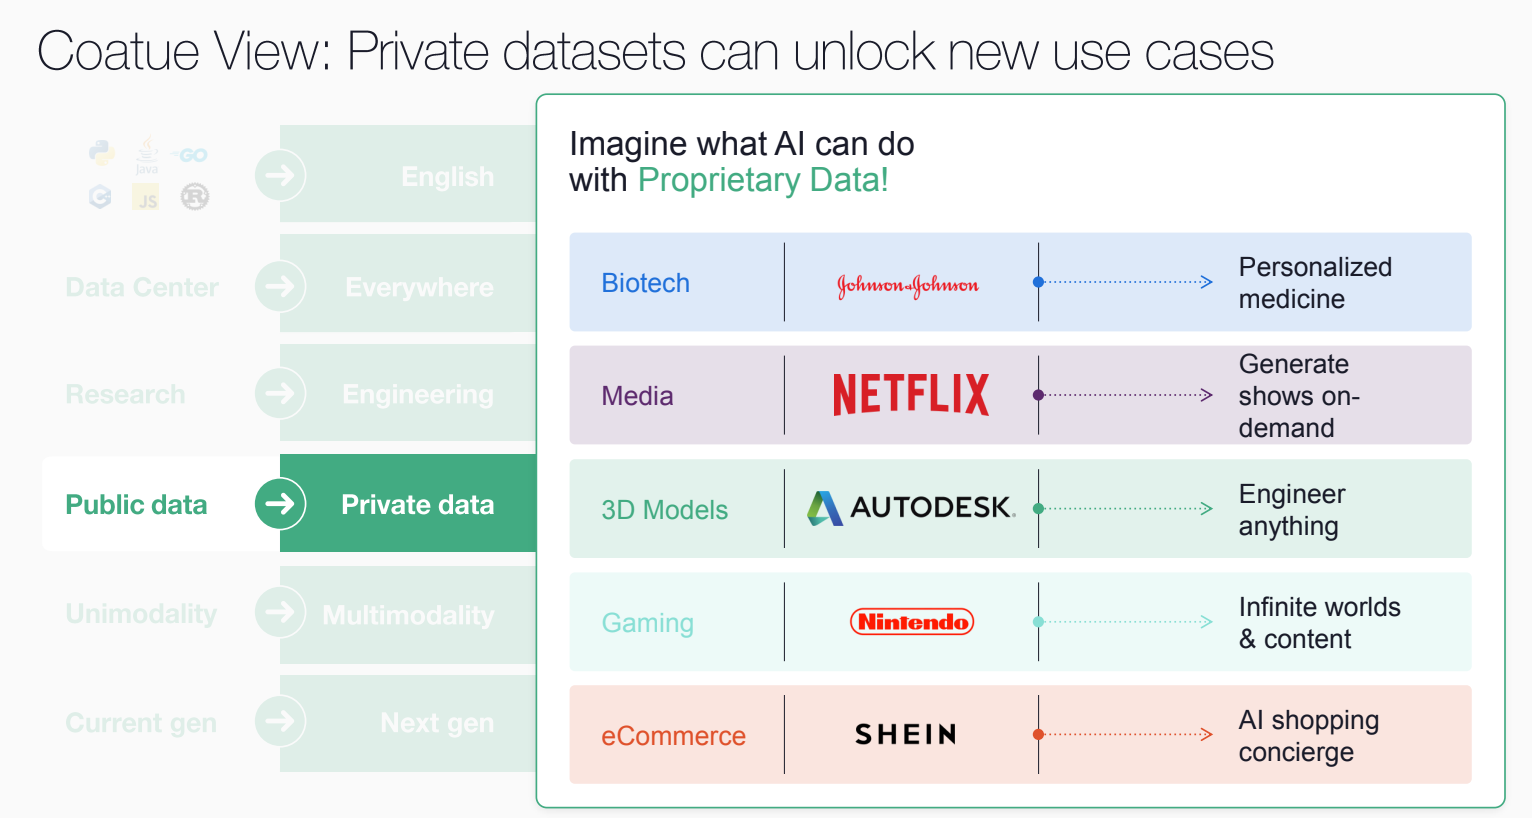 Coatue View: Private datasets can unlock new use cases
GO
Java
C
JS
R
English
Data Center
Everywhere
Research
Engineering
Public data
Private data
Unimodality
Multimodality
Current gen
Next gen
Imagine what AI can do
with Proprietary Data!
Biotech
Johnson&Johnson
Personalized
medicine
Media
NETFLIX
Generate
shows on-
demand
3D Models
AUTODESK.
Engineer
anything
Gaming
Nintendo
Infinite worlds
& content
eCommerce
SHEIN
AI shopping
concierge